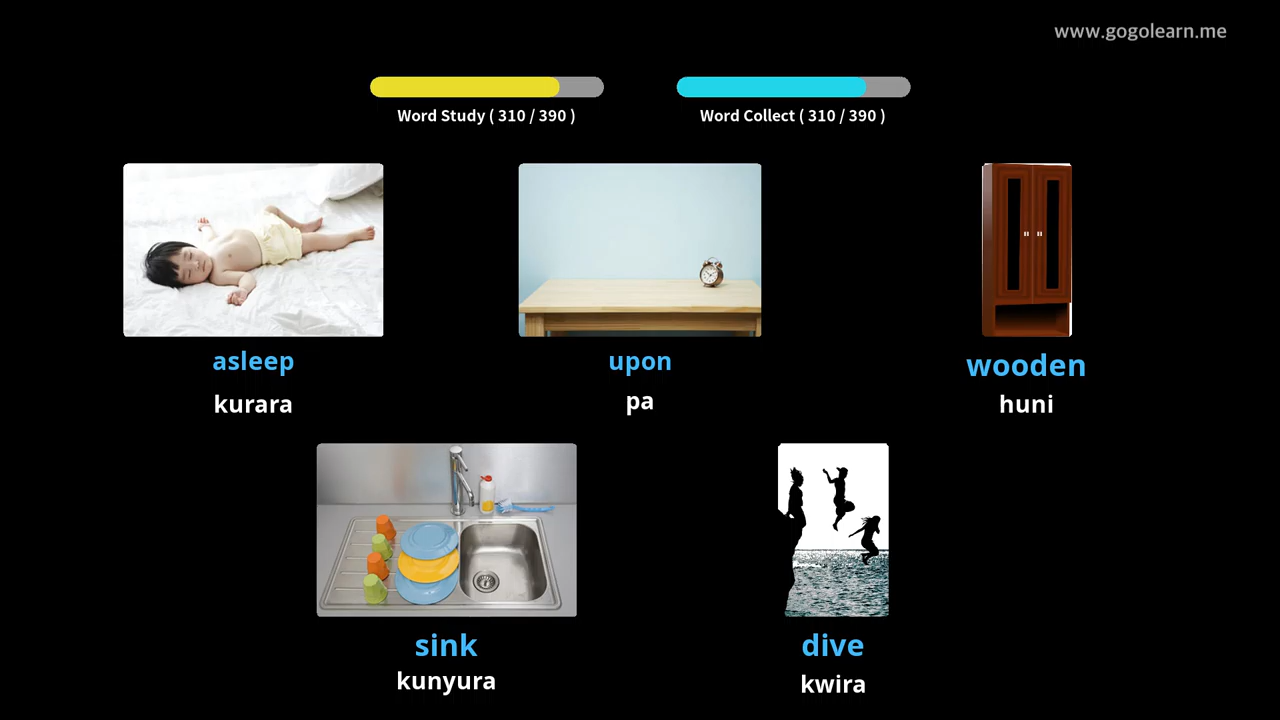 www.gogolearn.me
Word Study ( 310 / 390 )
Word Collect ( 310 / 390 )
asleep
kurara
upon
pa
wooden
huni
sink
kunyura
dive
kwira